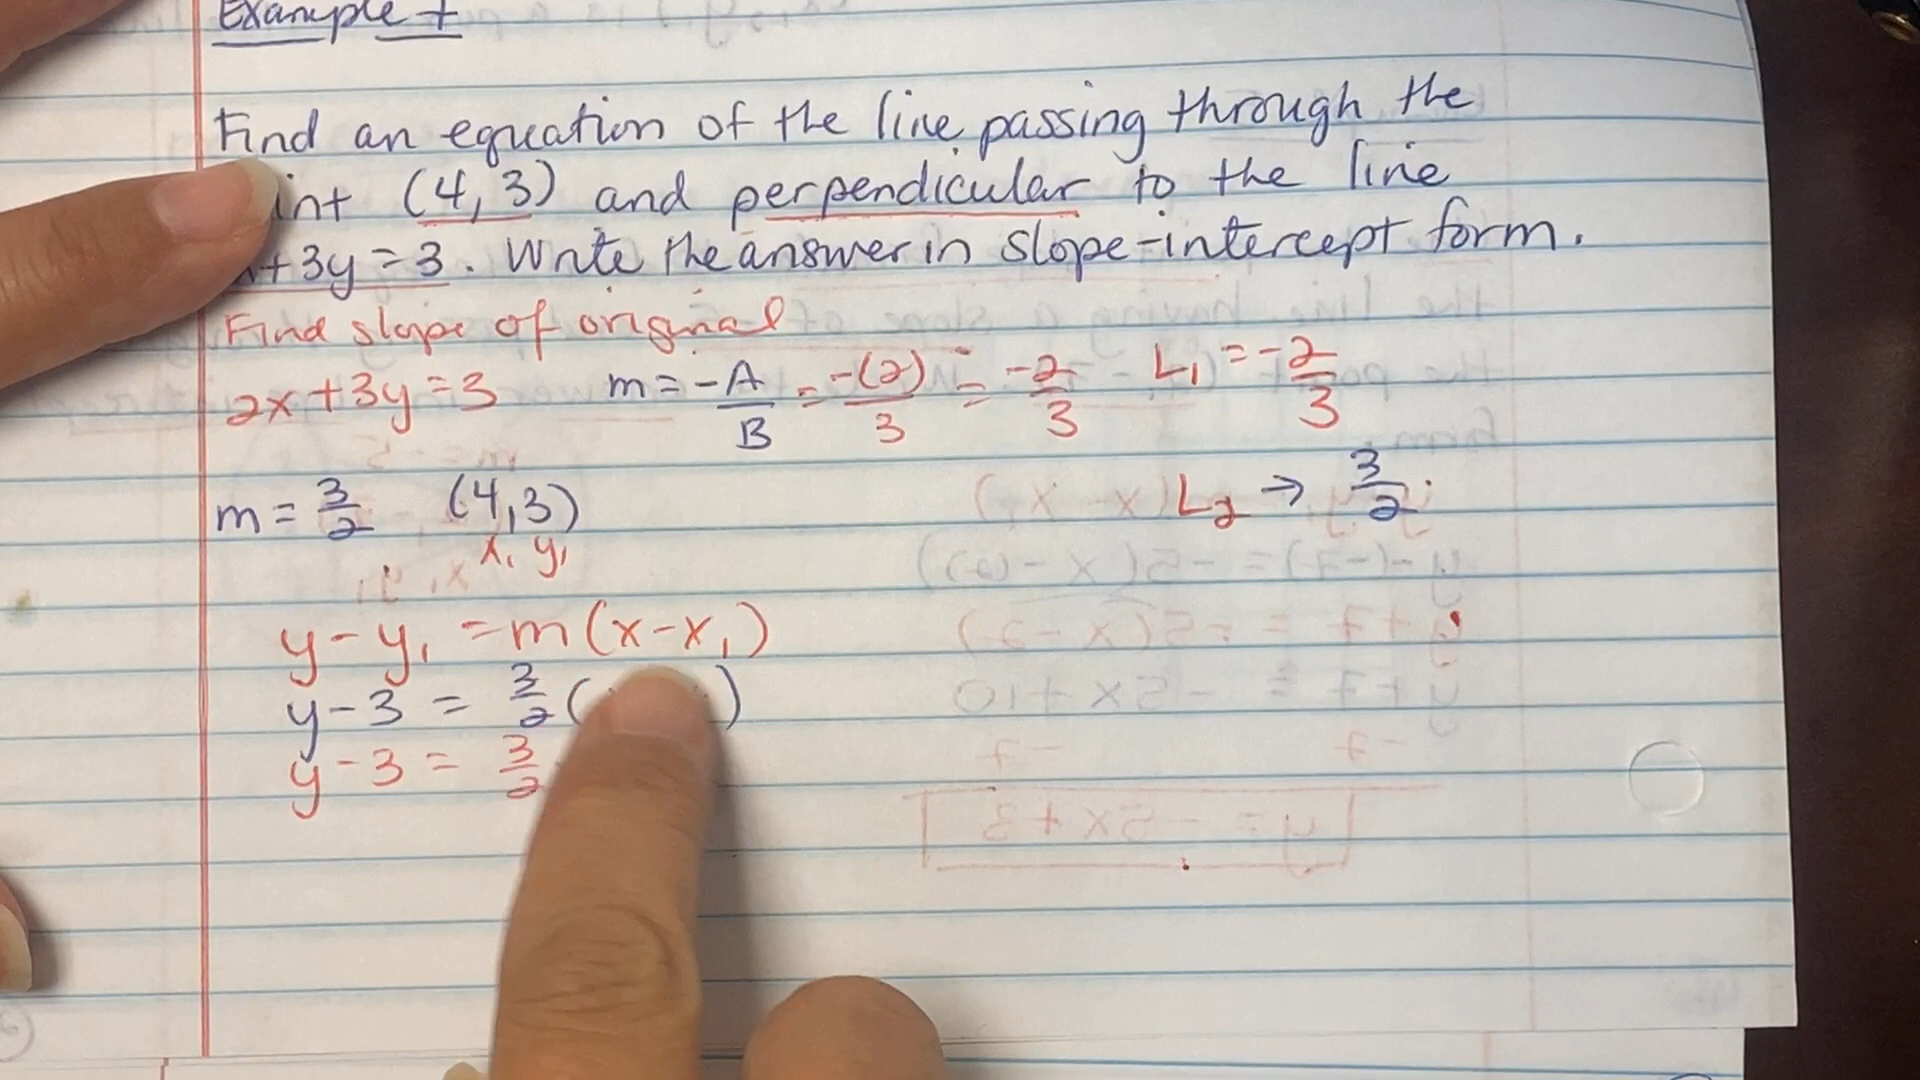 Example
Find an equation of the line passing through the
int (4,3) and perpendicular to the line
+3y=3. Write the answer in slope-intercept form.
Find slope of original
2x+3y=3 m=-A/B = -(2)/3 = -2/3 L₁ = -2/3
m=3/2 (4,3) L₂ → 3/2
x₁ y₁
y-y₁ =m(x-x₁)
y-3 = 3/2( )
y-3 = 3/2